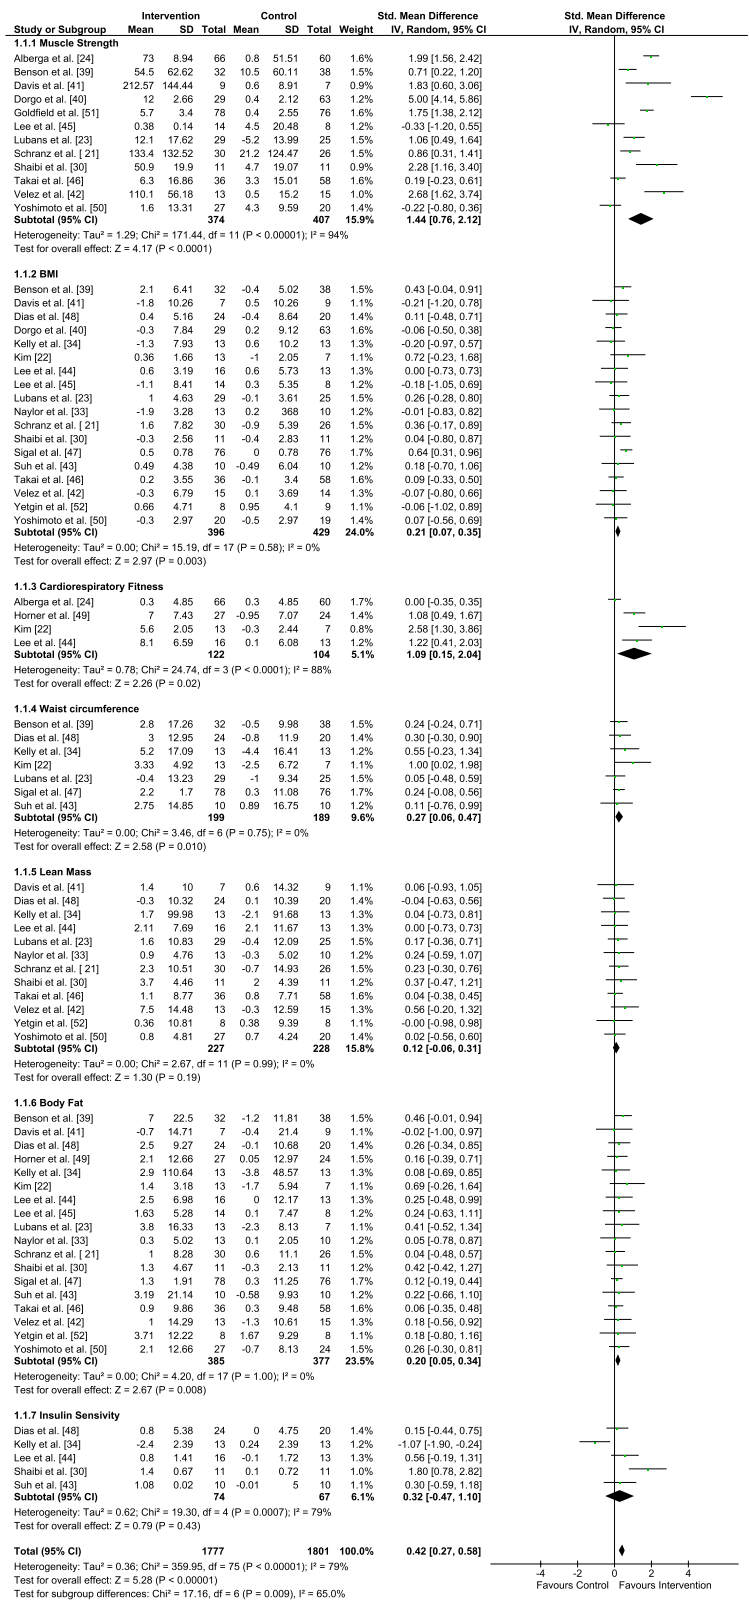 Intervention Control Std. Mean Difference Std. Mean Difference
Study or Subgroup Mean SD Total Mean SD Total Weight IV, Random, 95% CI IV, Random, 95% CI
1.1.1 Muscle Strength
Alberga et al. [24] 73 8.94 66 0.8 51.51 60 1.6% 1.99 [1.56, 2.42]
Benson et al. [39] 54.5 62.62 32 10.5 60.11 38 1.5% 0.71 [0.22, 1.20]
Davis et al. [41] 212.57 144.44 9 0.6 8.91 7 0.9% 1.83 [0.60, 3.06]
Dorgo et al. [40] 12 2.66 29 0.4 2.12 63 1.1% 5.00 [4.14, 5.86]
Goldfield et al. [51] 5.7 3.4 78 0.4 2.55 76 1.6% 1.75 [1.38, 2.12]
Lee et al. [45] 0.38 0.14 14 4.5 20.48 8 1.1% -0.33 [-1.20, 0.55]
Lubans et al. [23] 12.1 17.62 29 -5.2 13.99 25 1.4% 1.06 [0.49, 1.64]
Schranz et al. [ 21] 133.4 132.52 30 21.2 124.47 26 1.4% 0.86 [0.31, 1.41]
Shaibi et al. [30] 50.9 19.9 11 4.7 19.07 11 0.9% 2.28 [1.16, 3.40]
Takai et al. [46] 6.3 16.86 36 3.3 15.01 58 1.5% 0.19 [-0.23, 0.61]
Velez et al. [42] 110.1 56.18 13 0.5 15.2 15 1.0% 2.68 [1.62, 3.74]
Yoshimoto et al. [50] 1.6 13.31 27 4.3 9.59 20 1.4% -0.22 [-0.80, 0.36]
Subtotal (95% CI) 374 407 15.9% 1.44 [0.76, 2.12]
Heterogeneity: Tau² = 1.29; Chi² = 171.44, df = 11 (P < 0.00001); I² = 94%
Test for overall effect: Z = 4.17 (P < 0.0001)
1.1.2 BMI
Benson et al. [39] 2.1 6.41 32 -0.4 5.02 38 1.5% 0.43 [-0.04, 0.91]
Davis et al. [41] -1.8 10.26 7 0.5 10.26 9 1.1% -0.21 [-1.20, 0.78]
Dias et al. [48] 0.4 5.16 24 -0.4 8.64 20 1.4% 0.11 [-0.48, 0.71]
Dorgo et al. [40] -0.3 7.84 29 0.2 9.12 63 1.5% -0.06 [-0.50, 0.38]
Kelly et al. [34] -1.3 7.93 13 0.6 10.2 13 1.2% -0.20 [-0.97, 0.57]
Kim [22] 0.36 1.66 13 -1 2.05 7 1.1% 0.72 [-0.23, 1.68]
Lee et al. [44] 0.6 3.19 16 0.6 5.73 13 1.3% 0.00 [-0.73, 0.73]
Lee et al. [45] -1.1 8.41 14 0.3 5.35 8 1.1% -0.18 [-1.05, 0.69]
Lubans et al. [23] 1 4.63 29 -0.1 3.61 25 1.5% 0.26 [-0.28, 0.80]
Naylor et al. [33] -1.9 3.28 13 0.2 368 10 1.2% -0.01 [-0.83, 0.82]
Schranz et al. [ 21] 1.6 7.82 30 -0.9 5.39 26 1.5% 0.36 [-0.17, 0.89]
Shaibi et al. [30] -0.3 2.56 11 -0.4 2.83 11 1.2% 0.04 [-0.80, 0.87]
Sigal et al. [47] 0.5 0.78 76 0 0.78 76 1.6% 0.64 [0.31, 0.96]
Suh et al. [43] 0.49 4.38 10 -0.49 6.04 10 1.1% 0.18 [-0.70, 1.06]
Takai et al. [46] 0.2 3.55 36 -0.1 3.4 58 1.6% 0.09 [-0.33, 0.50]
Velez et al. [42] -0.3 6.79 15 0.1 3.69 14 1.3% -0.07 [-0.80, 0.66]
Yetgin et al. [52] 0.66 4.71 8 0.95 4.1 9 1.1% -0.06 [-1.02, 0.89]
Yoshimoto et al. [50] -0.3 2.97 20 -0.5 2.97 19 1.4% 0.07 [-0.56, 0.69]
Subtotal (95% CI) 396 429 24.0% 0.21 [0.07, 0.35]
Heterogeneity: Tau² = 0.00; Chi² = 15.19, df = 17 (P = 0.58); I² = 0%
Test for overall effect: Z = 2.97 (P = 0.003)
1.1.3 Cardiorespiratory Fitness
Alberga et al. [24] 0.3 4.85 66 0.3 4.85 60 1.7% 0.00 [-0.35, 0.35]
Horner et al. [49] 7 7.43 27 -0.95 7.07 24 1.4% 1.08 [0.49, 1.67]
Kim [22] 5.6 2.05 13 -0.3 2.44 7 0.8% 2.58 [1.30, 3.86]
Lee et al. [44] 8.1 6.59 16 0.1 6.08 13 1.2% 1.22 [0.41, 2.03]
Subtotal (95% CI) 122 104 5.1% 1.09 [0.15, 2.04]
Heterogeneity: Tau² = 0.78; Chi² = 24.74, df = 3 (P < 0.0001); I² = 88%
Test for overall effect: Z = 2.26 (P = 0.02)
1.1.4 Waist circumference
Benson et al. [39] 2.8 17.26 32 -0.5 9.98 38 1.5% 0.24 [-0.24, 0.71]
Dias et al. [48] 3 12.95 24 -0.8 11.9 20 1.4% 0.30 [-0.30, 0.90]
Kelly et al. [34] 5.2 17.09 13 -4.4 16.41 13 1.2% 0.55 [-0.23, 1.34]
Kim [22] 3.33 4.92 13 -2.5 6.72 7 1.0% 1.00 [0.02, 1.98]
Lubans et al. [23] -0.4 13.23 29 -1 9.34 25 1.5% 0.05 [-0.48, 0.59]
Sigal et al. [47] 2.2 1.7 78 0.3 11.08 76 1.7% 0.24 [-0.08, 0.56]
Suh et al. [43] 2.75 14.85 10 0.89 16.75 10 1.1% 0.11 [-0.76, 0.99]
Subtotal (95% CI) 199 189 9.6% 0.27 [0.06, 0.47]
Heterogeneity: Tau² = 0.00; Chi² = 3.46, df = 6 (P = 0.75); I² = 0%
Test for overall effect: Z = 2.58 (P = 0.010)
1.1.5 Lean Mass
Davis et al. [41] 1.4 10 7 0.6 14.32 9 1.1% 0.06 [-0.93, 1.05]
Dias et al. [48] -0.3 10.32 24 0.1 10.39 20 1.4% -0.04 [-0.63, 0.56]
Kelly et al. [34] 1.7 99.98 13 -2.1 91.68 13 1.2% 0.04 [-0.73, 0.81]
Lee et al. [44] 2.11 7.69 16 2.1 11.67 13 1.3% 0.00 [-0.73, 0.73]
Lubans et al. [23] 1.6 10.83 29 -0.4 12.09 25 1.5% 0.17 [-0.36, 0.71]
Naylor et al. [33] 0.9 4.76 13 -0.3 5.02 10 1.2% 0.24 [-0.59, 1.07]
Schranz et al. [ 21] 2.3 10.51 30 -0.7 14.93 26 1.5% 0.23 [-0.30, 0.76]
Shaibi et al. [30] 3.7 4.46 11 2 4.39 11 1.1% 0.37 [-0.47, 1.21]
Takai et al. [46] 1.1 8.77 36 0.8 7.71 58 1.6% 0.04 [-0.38, 0.45]
Velez et al. [42] 7.5 14.48 13 -0.3 12.59 15 1.2% 0.56 [-0.20, 1.32]
Yetgin et al. [52] 0.36 10.81 8 0.38 9.39 8 1.1% -0.00 [-0.98, 0.98]
Yoshimoto et al. [50] 0.8 4.81 27 0.7 4.24 20 1.4% 0.02 [-0.56, 0.60]
Subtotal (95% CI) 227 228 15.8% 0.12 [-0.06, 0.31]
Heterogeneity: Tau² = 0.00; Chi² = 2.67, df = 11 (P = 0.99); I² = 0%
Test for overall effect: Z = 1.30 (P = 0.19)
1.1.6 Body Fat
Benson et al. [39] 7 22.5 32 -1.2 11.81 38 1.5% 0.46 [-0.01, 0.94]
Davis et al. [41] -0.7 14.71 7 -0.4 21.4 9 1.1% -0.02 [-1.00, 0.97]
Dias et al. [48] 2.5 9.27 24 -0.1 10.68 20 1.4% 0.26 [-0.34, 0.85]
Horner et al. [49] 2.1 12.66 27 0.05 12.97 24 1.4% 0.16 [-0.39, 0.71]
Kelly et al. [34] 2.9 110.64 13 -3.8 48.57 13 1.2% 0.08 [-0.69, 0.85]
Kim [22] 1.4 3.18 13 -1.7 5.94 7 1.1% 0.69 [-0.26, 1.64]
Lee et al. [44] 2.5 6.98 16 0 12.17 13 1.3% 0.25 [-0.48, 0.99]
Lee et al. [45] 1.63 5.28 14 0.1 7.47 8 1.1% 0.24 [-0.63, 1.11]
Lubans et al. [23] 3.8 16.33 13 -2.3 8.13 7 1.1% 0.41 [-0.52, 1.34]
Naylor et al. [33] 0.3 5.02 13 0.1 2.05 10 1.2% 0.05 [-0.78, 0.87]
Schranz et al. [ 21] 1 8.28 30 0.6 11.1 26 1.5% 0.04 [-0.48, 0.57]
Shaibi et al. [30] 1.3 4.67 11 -0.3 2.13 11 1.1% 0.42 [-0.42, 1.27]
Sigal et al. [47] 1.3 1.91 78 0.3 11.25 76 1.7% 0.12 [-0.19, 0.44]
Suh et al. [43] 3.19 21.14 10 -0.58 9.93 10 1.1% 0.22 [-0.66, 1.10]
Takai et al. [46] 0.9 9.86 36 0.3 9.48 58 1.6% 0.06 [-0.35, 0.48]
Velez et al. [42] 1 14.29 13 -1.3 10.61 15 1.2% 0.18 [-0.56, 0.92]
Yetgin et al. [52] 3.71 12.22 8 1.67 9.29 8 1.1% 0.18 [-0.80, 1.16]
Yoshimoto et al. [50] 2.1 12.66 27 -0.7 8.13 24 1.4% 0.26 [-0.30, 0.81]
Subtotal (95% CI) 385 377 23.5% 0.20 [0.05, 0.34]
Heterogeneity: Tau² = 0.00; Chi² = 4.20, df = 17 (P = 1.00); I² = 0%
Test for overall effect: Z = 2.67 (P = 0.008)
1.1.7 Insulin Sensivity
Dias et al. [48] 0.8 5.38 24 0 4.75 20 1.4% 0.15 [-0.44, 0.75]
Kelly et al. [34] -2.4 2.39 13 0.24 2.39 13 1.2% -1.07 [-1.90, -0.24]
Lee et al. [44] 0.8 1.41 16 -0.1 1.72 13 1.3% 0.56 [-0.19, 1.31]
Shaibi et al. [30] 1.4 0.67 11 0.1 0.72 11 1.0% 1.80 [0.78, 2.82]
Suh et al. [43] 1.08 0.02 10 -0.01 5 10 1.1% 0.30 [-0.59, 1.18]
Subtotal (95% CI) 74 67 6.1% 0.32 [-0.47, 1.10]
Heterogeneity: Tau² = 0.62; Chi² = 19.30, df = 4 (P = 0.0007); I² = 79%
Test for overall effect: Z = 0.79 (P = 0.43)
Total (95% CI) 1777 1801 100.0% 0.42 [0.27, 0.58]
Heterogeneity: Tau² = 0.36; Chi² = 359.95, df = 75 (P < 0.00001); I² = 79%
Test for overall effect: Z = 5.28 (P < 0.00001)
Test for subgroup differences: Chi² = 17.16, df = 6 (P = 0.009), I² = 65.0%
-4 -2 0 2 4
Favours Control Favours Intervention